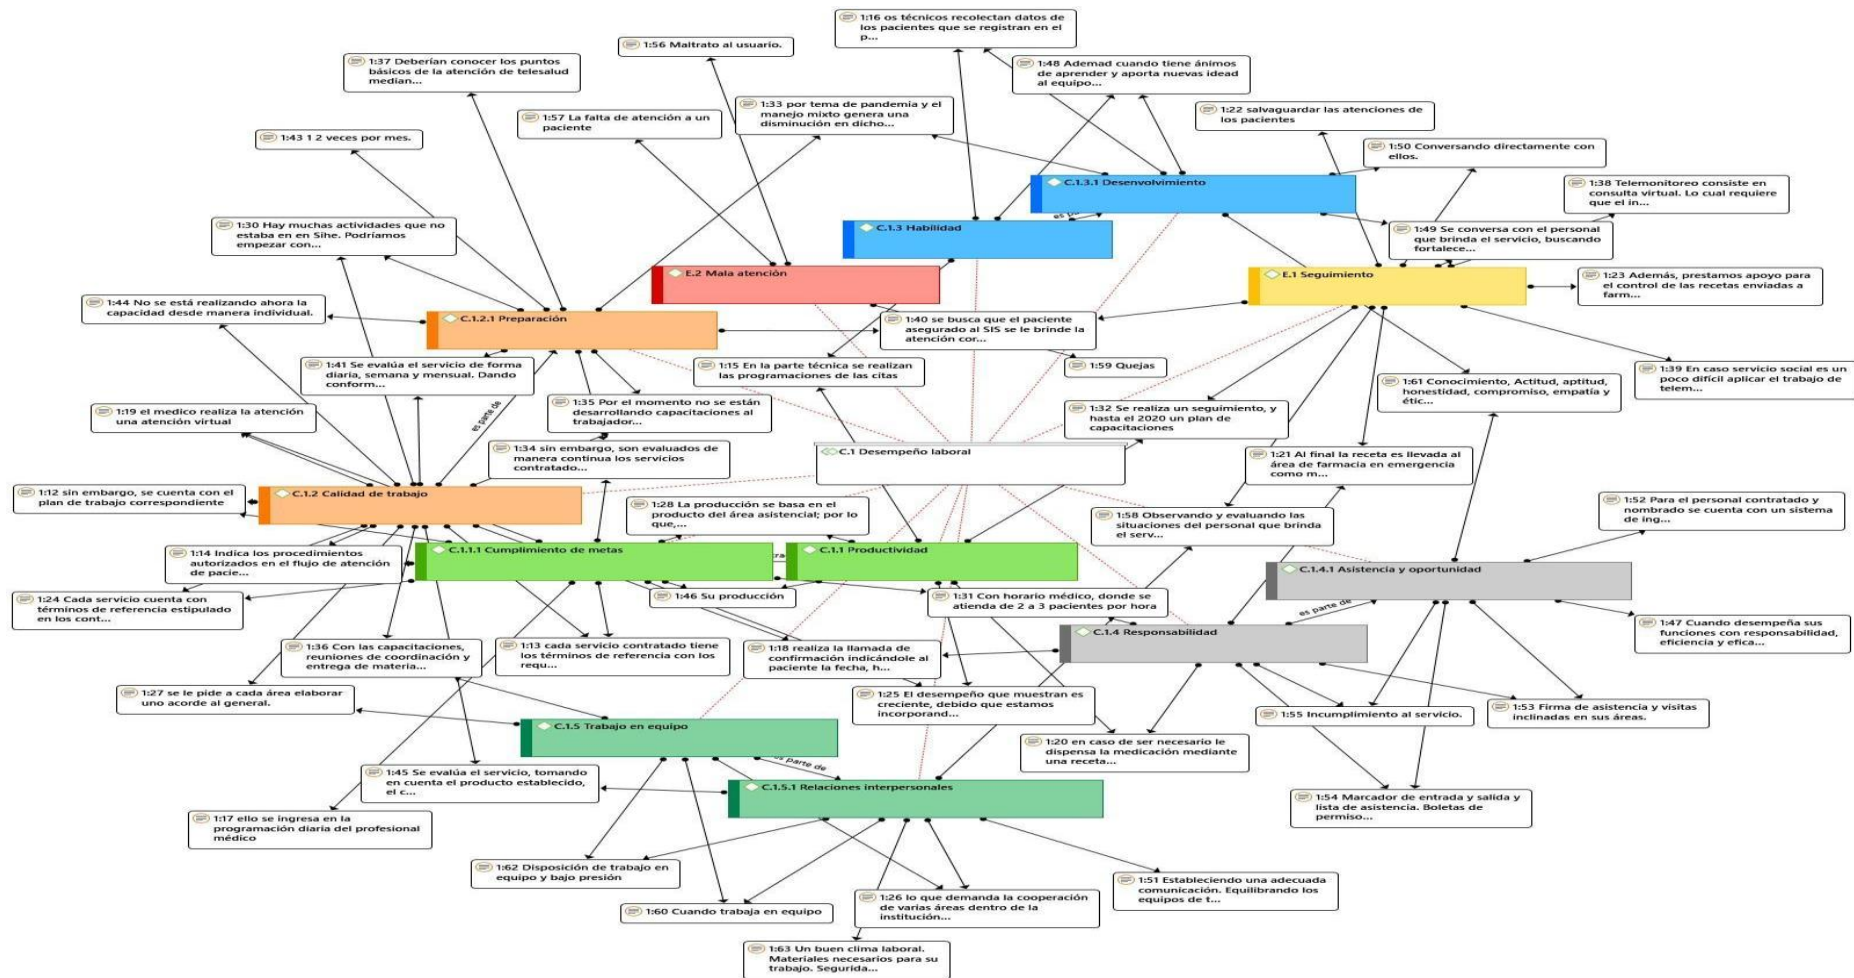 1:16 os técnicos recolectan datos de
los pacientes que se registran en el
p...
1:56 Maltrato al usuario.
1:37 Deberían conocer los puntos
básicos de la atención de telesalud
median...
1:48 Ademad cuando tiene ánimos
de aprender y aporta nuevas idead
al equipo...
1:33 por tema de pandemia y el
manejo mixto genera una
disminución en dicho...
1:22 salvaguardar las atenciones de
los pacientes
1:57 La falta de atención a un
paciente
1:43 1 2 veces por mes.
1:50 Conversando directamente con
ellos.
C.1.3.1 Desenvolvimiento
1:38 Telemonitoreo consiste en
consulta virtual. Lo cual requiere
que el in...
1:30 Hay muchas actividades que no
estaba en en Sihe. Podríamos
empezar con...
es
C.1.3 Habilidad
1:49 Se conversa con el personal
que brinda el servicio, buscando
fortalece...
E.2 Mala atención
E.1 Seguimiento
1:23 Además, prestamos apoyo para
el control de las recetas enviadas a
farm...
1:44 No se está realizando ahora la
capacidad desde manera individual.
C.1.2.1 Preparación
1:40 se busca que el paciente
asegurado al SIS se le brinde la
atención cor...
1:41 Se evalúa el servicio de forma
diaria, semana y mensual. Dando
conform...
1:15 En la parte técnica se realizan
las programaciones de las citas
1:59 Quejas
1:39 En caso servicio social es un
poco difícil aplicar el trabajo de
telem...
1:61 Conocimiento, Actitud, aptitud,
honestidad, compromiso, empatía y
étic...
1:19 el medico realiza la atención
una atención virtual
es parte de
1:35 Por el momento no se están
desarrollando capacitaciones al
trabajador...
1:32 Se realiza un seguimiento, y
hasta el 2020 un plan de
capacitaciones
1:34 sin embargo, son evaluados de
manera continua los servicios
contratado...
C.1 Desempeño laboral
1:21 Al final la receta es llevada al
área de farmacia en emergencia
como m...
1:12 sin embargo, se cuenta con el
plan de trabajo correspondiente
C.1.2 Calidad de trabajo
1:28 La producción se basa en el
producto del área asistencial; por lo
que,...
1:58 Observando y evaluando las
situaciones del personal que brinda
el serv...
1:52 Para el personal contratado y
nombrado se cuenta con un sistema
de ing...
1:14 Indica los procedimientos
autorizados en el flujo de atención
de pacie...
C.1.1.1 Cumplimiento de metas
C.1.1 Productividad
C.1.4.1 Asistencia y oportunidad
1:24 Cada servicio cuenta con
términos de referencia estipulado
en los cont...
1:46 Su producción
1:31 Con horario médico, donde se
atienda de 2 a 3 pacientes por hora
es parte de
1:47 Cuando desempeña sus
funciones con responsabilidad,
eficiencia y efica...
1:36 Con las capacitaciones,
reuniones de coordinación y
entrega de materia...
1:13 cada servicio contratado tiene
los términos de referencia con los
requ...
1:18 realiza la llamada de
confirmación indicándole al
paciente la fecha, h...
C.1.4 Responsabilidad
1:27 se le pide a cada área elaborar
uno acorde al general.
1:25 El desempeño que muestran es
creciente, debido que estamos
incorporand...
1:55 Incumplimiento al servicio.
1:53 Firma de asistencia y visitas
inclinadas en sus áreas.
C.1.5 Trabajo en equipo
1:20 en caso de ser necesario le
dispensa la medicación mediante
una receta...
es parte de
1:45 Se evalúa el servicio, tomando
en cuenta el producto establecido,
el c...
C.1.5.1 Relaciones interpersonales
1:54 Marcador de entrada y salida y
lista de asistencia. Boletas de
permiso...
1:17 ello se ingresa en la
programación diaria del profesional
médico
1:62 Disposición de trabajo en
equipo y bajo presión
1:51 Estableciendo una adecuada
comunicación. Equilibrando los
equipos de t...
1:60 Cuando trabaja en equipo
1:26 lo que demanda la cooperación
de varias áreas dentro de la
institución...
1:63 Un buen clima laboral.
Materiales necesarios para su
trabajo. Segurida...